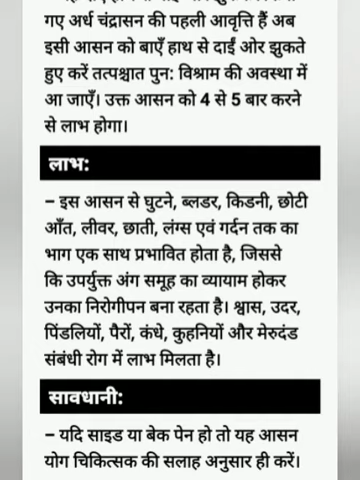 गए अर्ध चंद्रासन की पहली आवृत्ति हैं अब
इसी आसन को बाएँ हाथ से दाईं ओर झुकते
हुए करें तत्पश्चात पुन: विश्राम की अवस्था में
आ जाएँ। उक्त आसन को 4 से 5 बार करने
से लाभ होगा।
लाभ:
– इस आसन से घुटने, ब्लडर, किडनी, छोटी
आँत, लीवर, छाती, लंग्स एवं गर्दन तक का
भाग एक साथ प्रभावित होता है, जिससे
कि उपर्युक्त अंग समूह का व्यायाम होकर
उनका निरोगीपन बना रहता है। श्वास, उदर,
पिंडलियों, पैरों, कंधे, कुहनियों और मेरुदंड
संबंधी रोग में लाभ मिलता है।
सावधानी:
– यदि साइड या बेक पेन हो तो यह आसन
योग चिकित्सक की सलाह अनुसार ही करें।